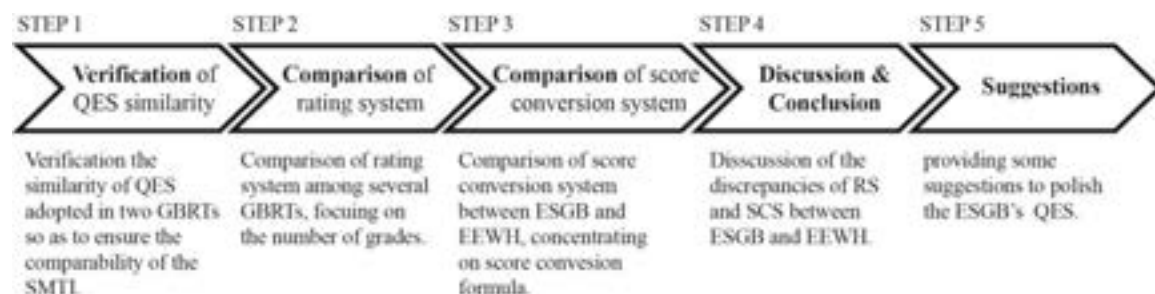 STEP 1
STEP 2
STEP 3
STEP 4
STEP 5
Verification of
QES similarity
Comparison of
rating system
Comparison of score
conversion system
Discussion &
Conclusion
Suggestions
Verification the
similarity of QES
adopted in two GBRTs
so as to ensure the
comparability of the
SMTI.
Comparison of rating
system among several
GBRTs, focuing on
the number of grades.
Comparison of score
conversion system
between ESGB and
EEWH, concentrating
on score convesion
formula.
Disscussion of the
discrepancies of RS
and SCS between
ESGB and EEWH.
providing some
suggestions to polish
the ESGB's QES.